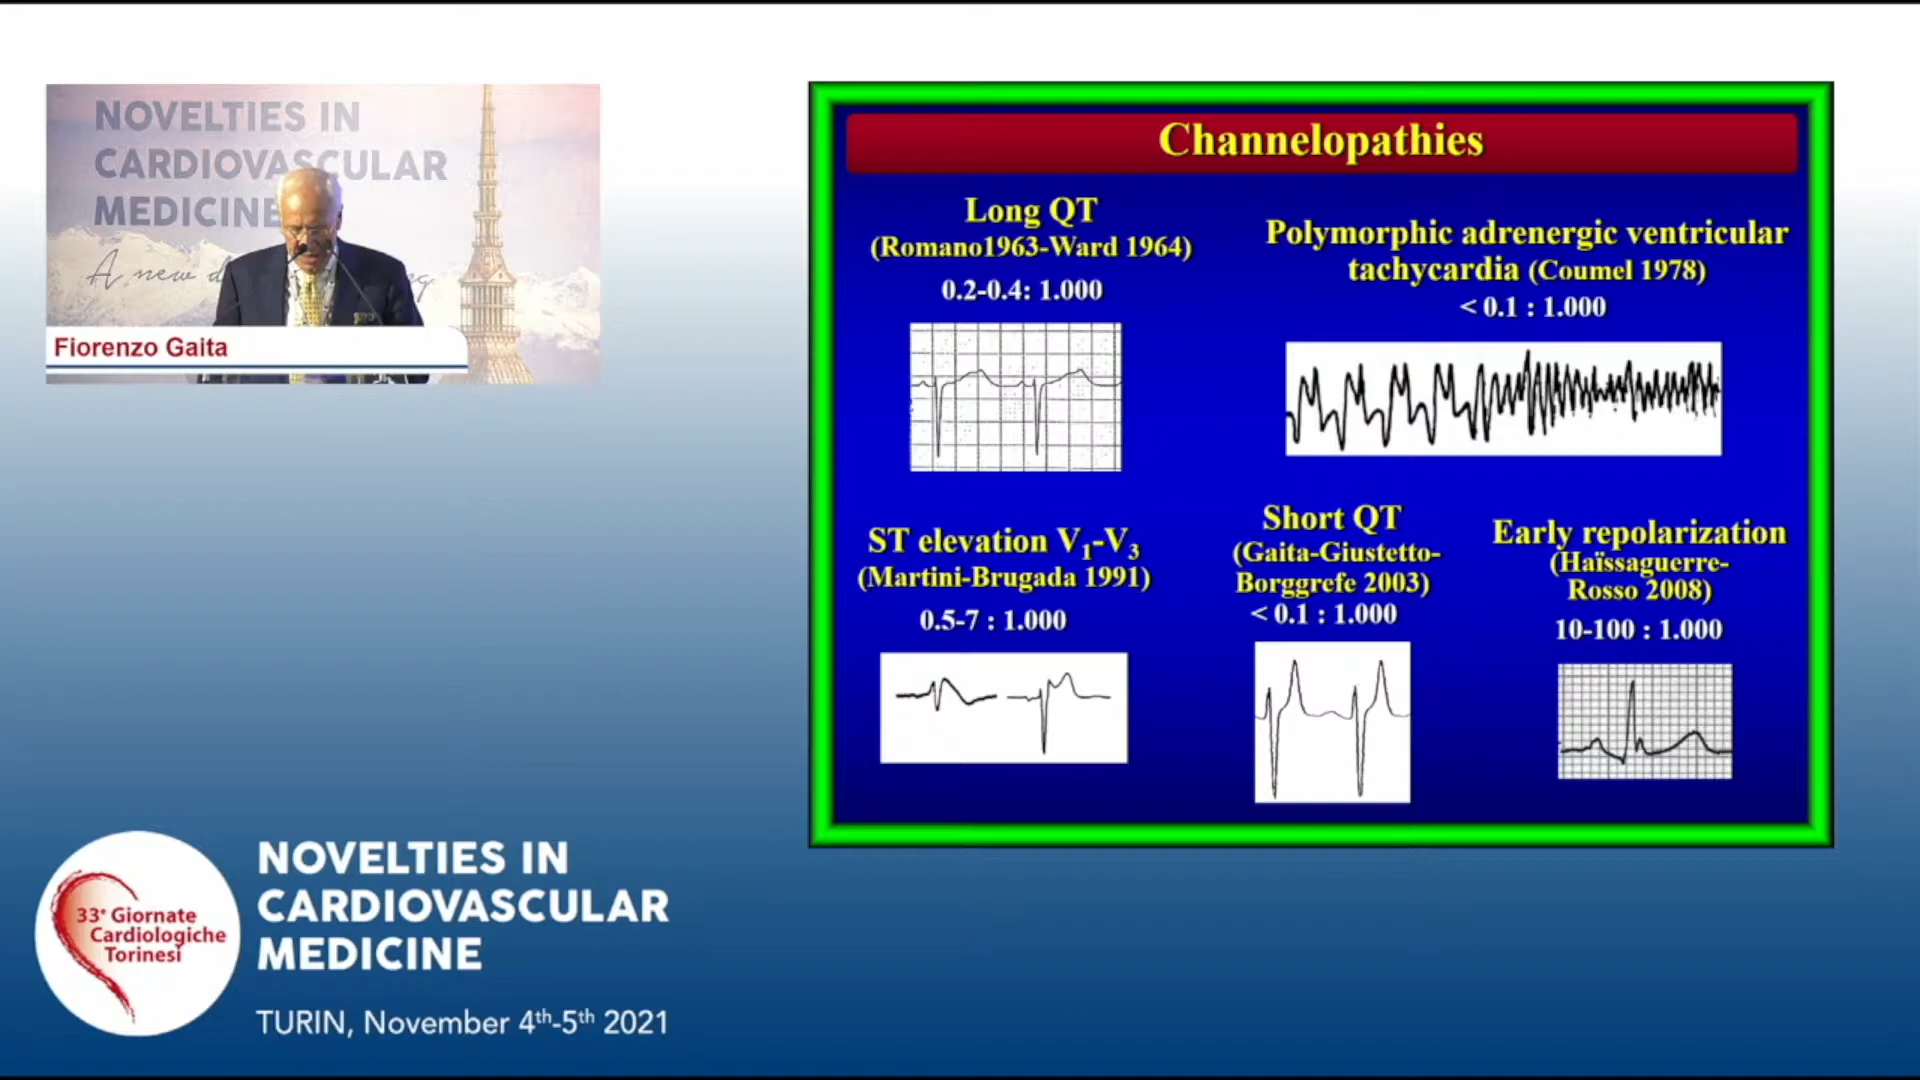 NOVELTIES IN
CARDIOVASCULAR
MEDICINE
A new
Fiorenzo Gaita
Channelopathies
Long QT
(Romano1963-Ward 1964)
0.2-0.4: 1.000
Polymorphic adrenergic ventricular
tachycardia (Coumel 1978)
< 0.1 : 1.000
ST elevation V₁-V₃
(Martini-Brugada 1991)
0.5-7 : 1.000
Short QT
(Gaita-Giustetto-
Borggrefe 2003)
< 0.1 : 1.000
Early repolarization
(Haïssaguerre-
Rosso 2008)
10-100 : 1.000
33° Giornate
Cardiologiche
Torinesi
NOVELTIES IN
CARDIOVASCULAR
MEDICINE
TURIN, November 4th-5th 2021